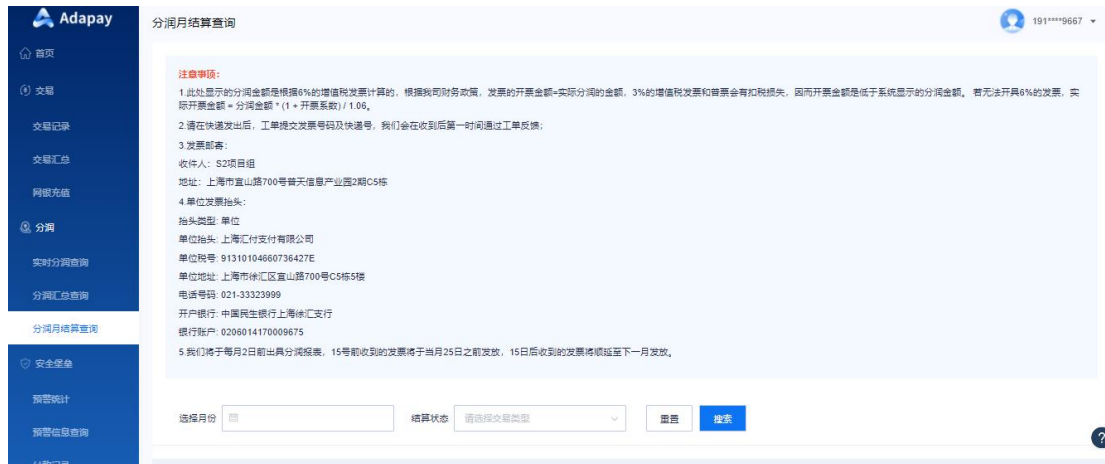 Adapay
分润月结算查询
191****9667
首页
交易
交易记录
交易汇总
网银充值
分润
实时分润查询
分润汇总查询
分润月结算查询
安全堡垒
预警统计
预警信息查询
注意事项：
1.此处显示的分润金额是根据6%的增值税发票计算的，根据我司财务政策，发票的开票金额=实际分润的金额，3%的增值税发票和普票会有扣税损失，因而开票金额是低于系统显示的分润金额。 若无法开具6%的发票，实
际开票金额 = 分润金额 * (1 + 开票系数) / 1.06。
2.请在快递发出后，工单提交发票号码及快递号，我们会在收到后第一时间通过工单反馈;
3.发票邮寄：
收件人：S2项目组
地址：上海市宜山路700号普天信息产业园2期C5栋
4.单位发票抬头：
抬头类型: 单位
单位抬头: 上海汇付支付有限公司
单位税号: 91310104660736427E
单位地址: 上海市徐汇区宜山路700号C5栋5楼
电话号码: 021-33323999
开户银行: 中国民生银行上海徐汇支行
银行账户: 0206014170009675
5.我们将于每月2日前出具分润报表，15号前收到的发票将于当月25日之前发放，15日后收到的发票将顺延至下一月发放。
选择月份
结算状态 请选择交易类型
重置 搜索
?